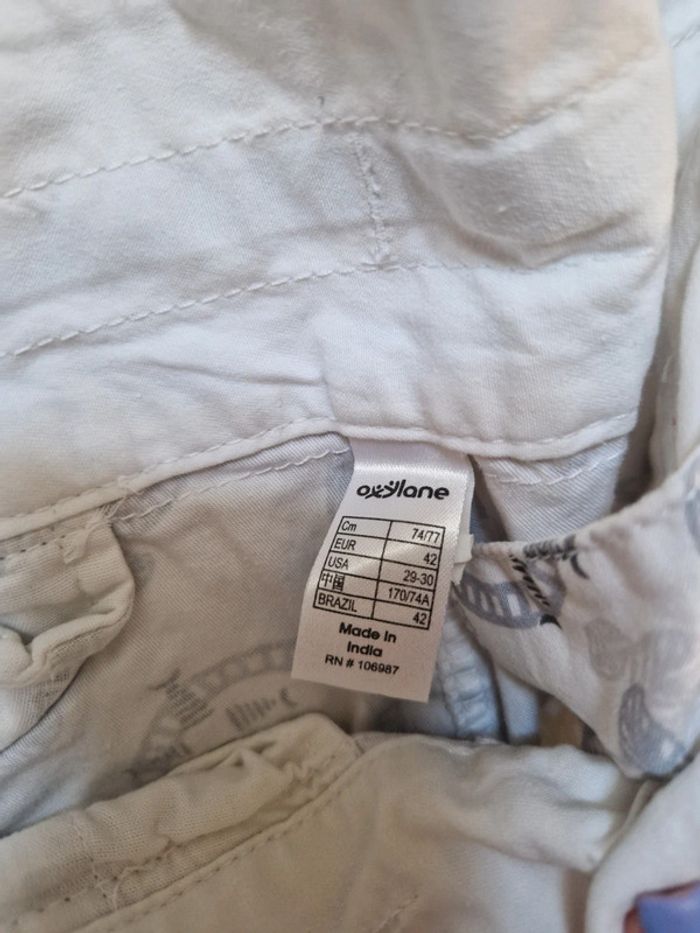 oxylane
Cm 74/77
EUR 42
USA 29-30
中国 170/74A
BRAZIL 42
Made in
India
RN # 106987